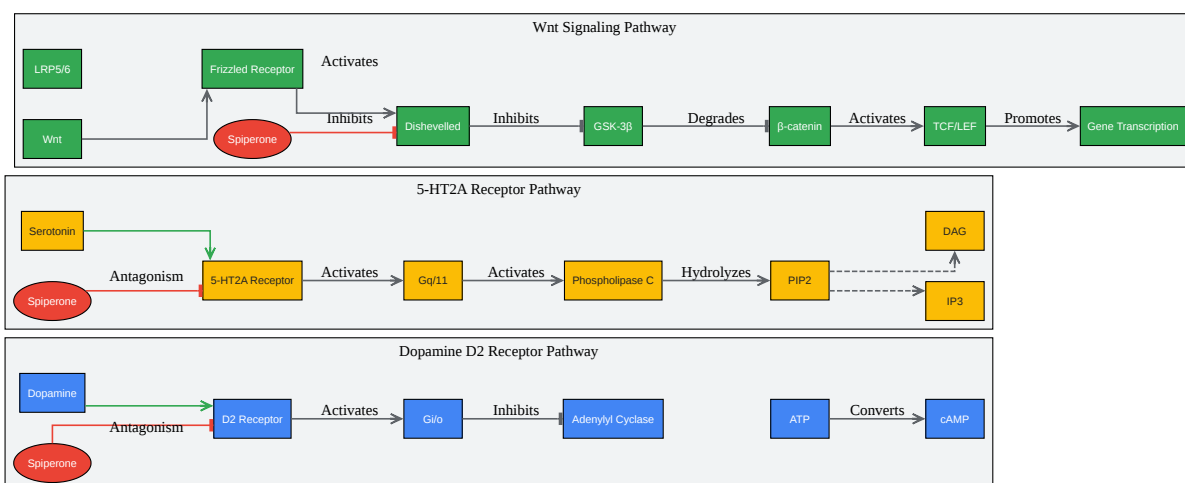 Wnt Signaling Pathway
LRP5/6
Frizzled Receptor
Activates
Wnt
Spiperone
Inhibits
Dishevelled
Inhibits
GSK-3β
Degrades
β-catenin
Activates
TCF/LEF
Promotes
Gene Transcription
5-HT2A Receptor Pathway
Serotonin
DAG
Antagonism
5-HT2A Receptor
Activates
Gq/11
Activates
Phospholipase C
Hydrolyzes
PIP2
Spiperone
IP3
Dopamine D2 Receptor Pathway
Dopamine
Antagonism
D2 Receptor
Activates
Gi/o
Inhibits
Adenylyl Cyclase
ATP
Converts
cAMP
Spiperone